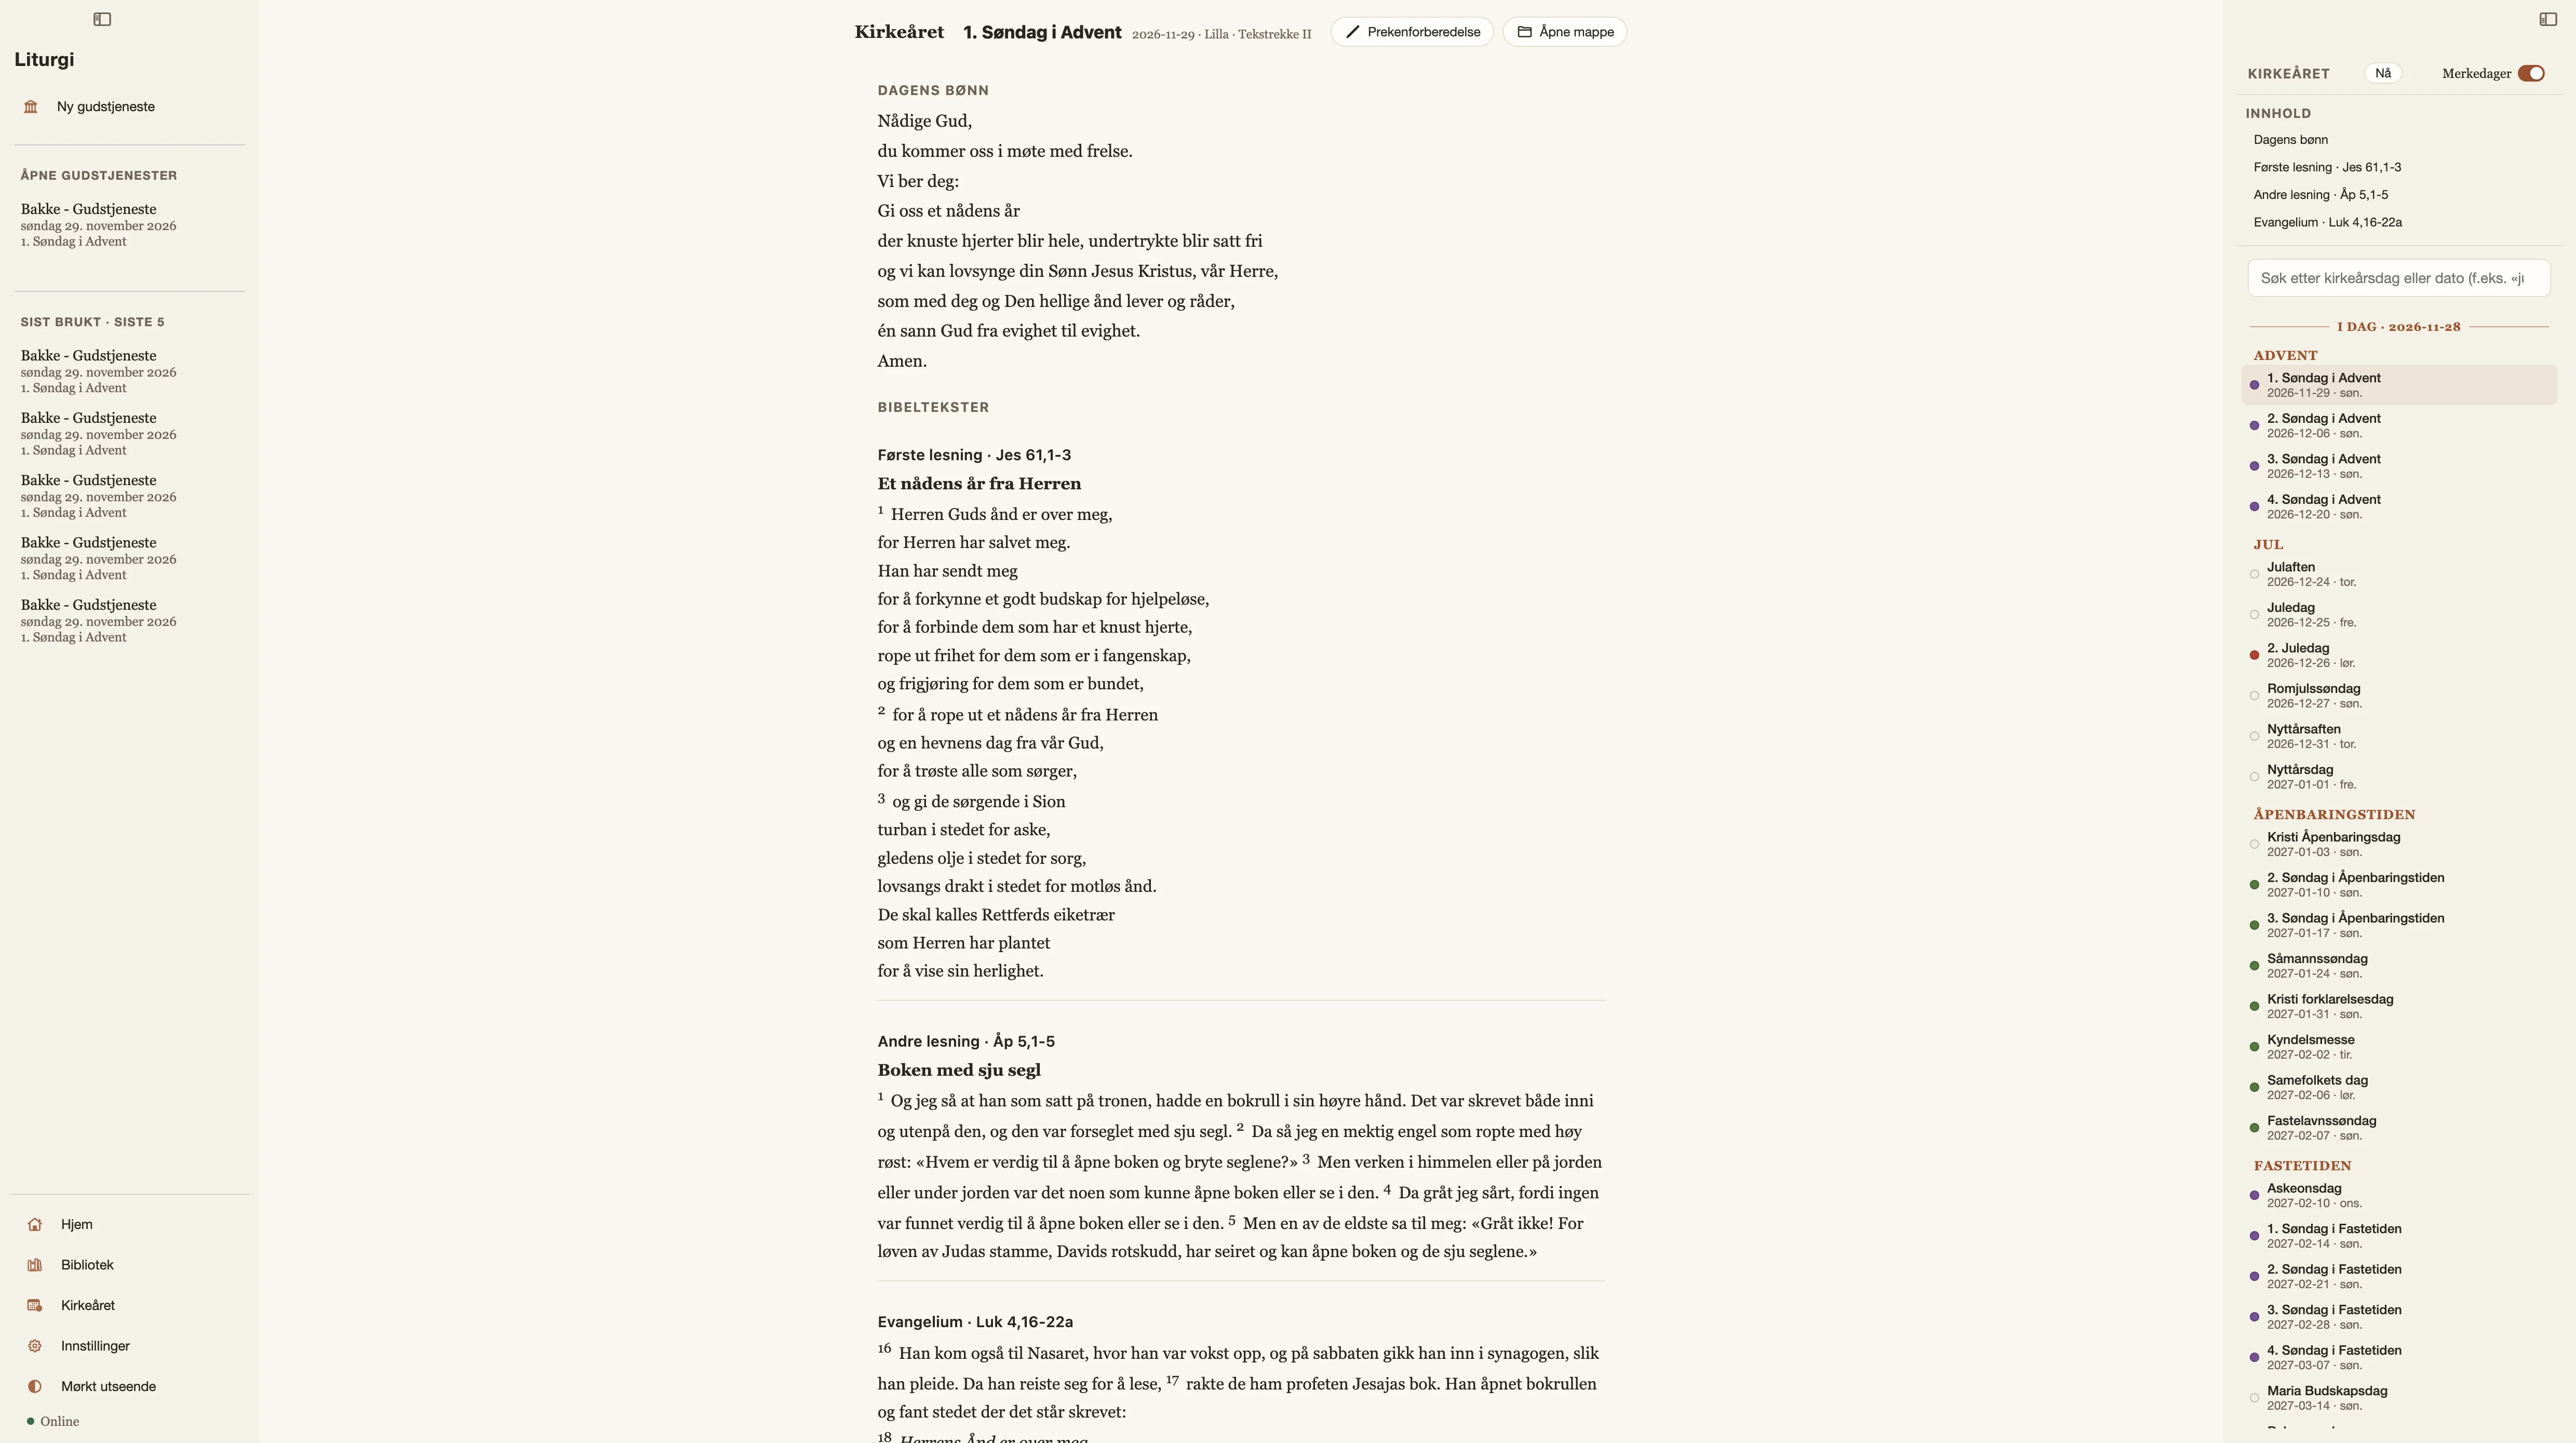 Liturgi
Ny gudstjeneste
ÅPNE GUDSTJENESTER
Bakke - Gudstjeneste
søndag 29. november 2026
1. Søndag i Advent
SIST BRUKT · SISTE 5
Bakke - Gudstjeneste
søndag 29. november 2026
1. Søndag i Advent
Bakke - Gudstjeneste
søndag 29. november 2026
1. Søndag i Advent
Bakke - Gudstjeneste
søndag 29. november 2026
1. Søndag i Advent
Bakke - Gudstjeneste
søndag 29. november 2026
1. Søndag i Advent
Bakke - Gudstjeneste
søndag 29. november 2026
1. Søndag i Advent
Hjem
Bibliotek
Kirkeåret
Innstillinger
Mørkt utseende
Online
Kirkeåret 1. Søndag i Advent 2026-11-29 · Lilla · Tekstrekke II Prekenforberedelse Åpne mappe
DAGENS BØNN
Nådige Gud,
du kommer oss i møte med frelse.
Vi ber deg:
Gi oss et nådens år
der knuste hjerter blir hele, undertrykte blir satt fri
og vi kan lovsynge din Sønn Jesus Kristus, vår Herre,
som med deg og Den hellige ånd lever og råder,
én sann Gud fra evighet til evighet.
Amen.
BIBELTEKSTER
Første lesning · Jes 61,1-3
Et nådens år fra Herren
1 Herren Guds ånd er over meg,
for Herren har salvet meg.
Han har sendt meg
for å forkynne et godt budskap for hjelpeløse,
for å forbinde dem som har et knust hjerte,
rope ut frihet for dem som er i fangenskap,
og frigjøring for dem som er bundet,
2 for å rope ut et nådens år fra Herren
og en hevnens dag fra vår Gud,
for å trøste alle som sørger,
3 og gi de sørgende i Sion
turban i stedet for aske,
gledens olje i stedet for sorg,
lovsangs drakt i stedet for motløs ånd.
De skal kalles Rettferds eiketrær
som Herren har plantet
for å vise sin herlighet.
Andre lesning · Åp 5,1-5
Boken med sju segl
1 Og jeg så at han som satt på tronen, hadde en bokrull i sin høyre hånd. Det var skrevet både inni
og utenpå den, og den var forseglet med sju segl. 2 Da så jeg en mektig engel som ropte med høy
røst: «Hvem er verdig til å åpne boken og bryte seglene?» 3 Men verken i himmelen eller på jorden
eller under jorden var det noen som kunne åpne boken eller se i den. 4 Da gråt jeg sårt, fordi ingen
var funnet verdig til å åpne boken eller se i den. 5 Men en av de eldste sa til meg: «Gråt ikke! For
løven av Judas stamme, Davids rotskudd, har seiret og kan åpne boken og de sju seglene.»
Evangelium · Luk 4,16-22a
16 Han kom også til Nasaret, hvor han var vokst opp, og på sabbaten gikk han inn i synagogen, slik
han pleide. Da han reiste seg for å lese, 17 rakte de ham profeten Jesajas bok. Han åpnet bokrullen
og fant stedet der det står skrevet:
18 Herrens Ånd er over meg
KIRKEÅRET Nå Merkedager
INNHOLD
Dagens bønn
Første lesning · Jes 61,1-3
Andre lesning · Åp 5,1-5
Evangelium · Luk 4,16-22a
Søk etter kirkeårsdag eller dato (f.eks. «ju
I DAG · 2026-11-28
ADVENT
1. Søndag i Advent
2026-11-29 · søn.
2. Søndag i Advent
2026-12-06 · søn.
3. Søndag i Advent
2026-12-13 · søn.
4. Søndag i Advent
2026-12-20 · søn.
JUL
Julaften
2026-12-24 · tor.
Juledag
2026-12-25 · fre.
2. Juledag
2026-12-26 · lør.
Romjulssøndag
2026-12-27 · søn.
Nyttårsaften
2026-12-31 · tor.
Nyttårsdag
2027-01-01 · fre.
ÅPENBARINGSTIDEN
Kristi Åpenbaringsdag
2027-01-03 · søn.
2. Søndag i Åpenbaringstiden
2027-01-10 · søn.
3. Søndag i Åpenbaringstiden
2027-01-17 · søn.
Såmannssøndag
2027-01-24 · søn.
Kristi forklarelsesdag
2027-01-31 · søn.
Kyndelsmesse
2027-02-02 · tir.
Samefolkets dag
2027-02-06 · lør.
Fastelavnssøndag
2027-02-07 · søn.
FASTETIDEN
Askeonsdag
2027-02-10 · ons.
1. Søndag i Fastetiden
2027-02-14 · søn.
2. Søndag i Fastetiden
2027-02-21 · søn.
3. Søndag i Fastetiden
2027-02-28 · søn.
4. Søndag i Fastetiden
2027-03-07 · søn.
Maria Budskapsdag
2027-03-14 · søn.